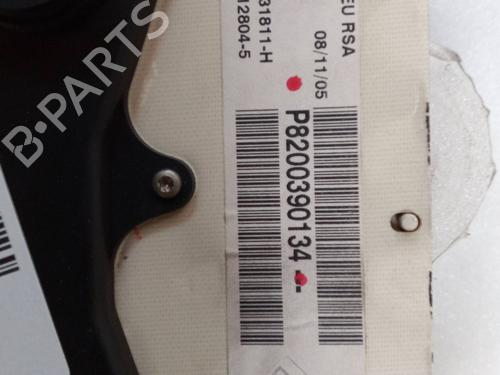 EU RSA
08/11/05
31811-H
12804-5
P8200390134 --
B-PARTS